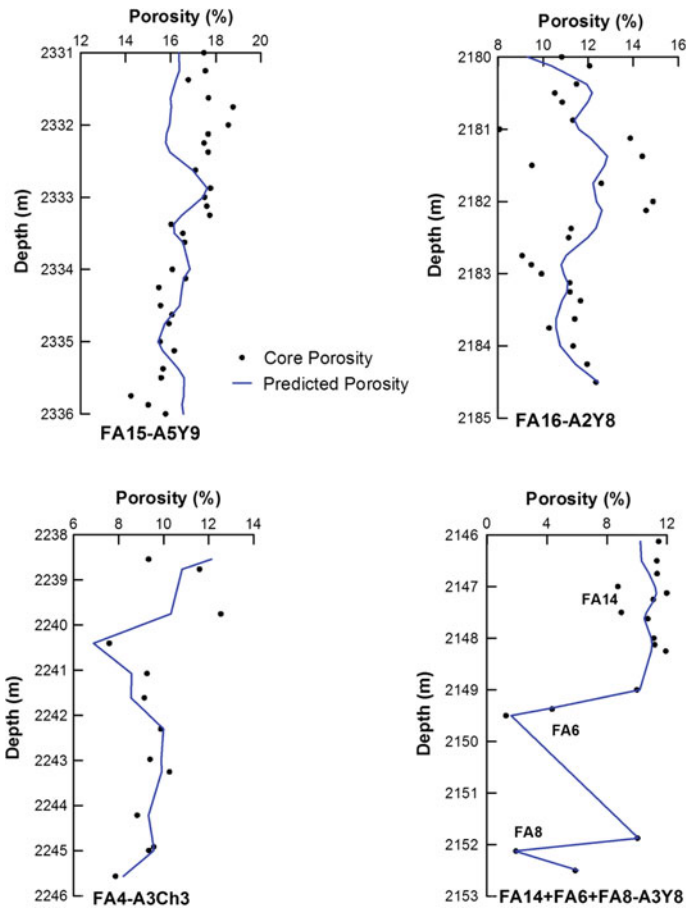 Porosity (%)
12 14 16 18 20
2331
2332
2333
2334
2335
2336
Depth (m)
Core Porosity
Predicted Porosity
FA15-A5Y9
Porosity (%)
8 10 12 14 16
2180
2181
2182
2183
2184
2185
Depth (m)
FA16-A2Y8
Porosity (%)
6 8 10 12 14
2238
2239
2240
2241
2242
2243
2244
2245
2246
Depth (m)
FA4-A3Ch3
Porosity (%)
0 4 8 12
2146
2147
2148
2149
2150
2151
2152
2153
Depth (m)
FA14
FA6
FA8
FA14+FA6+FA8-A3Y8